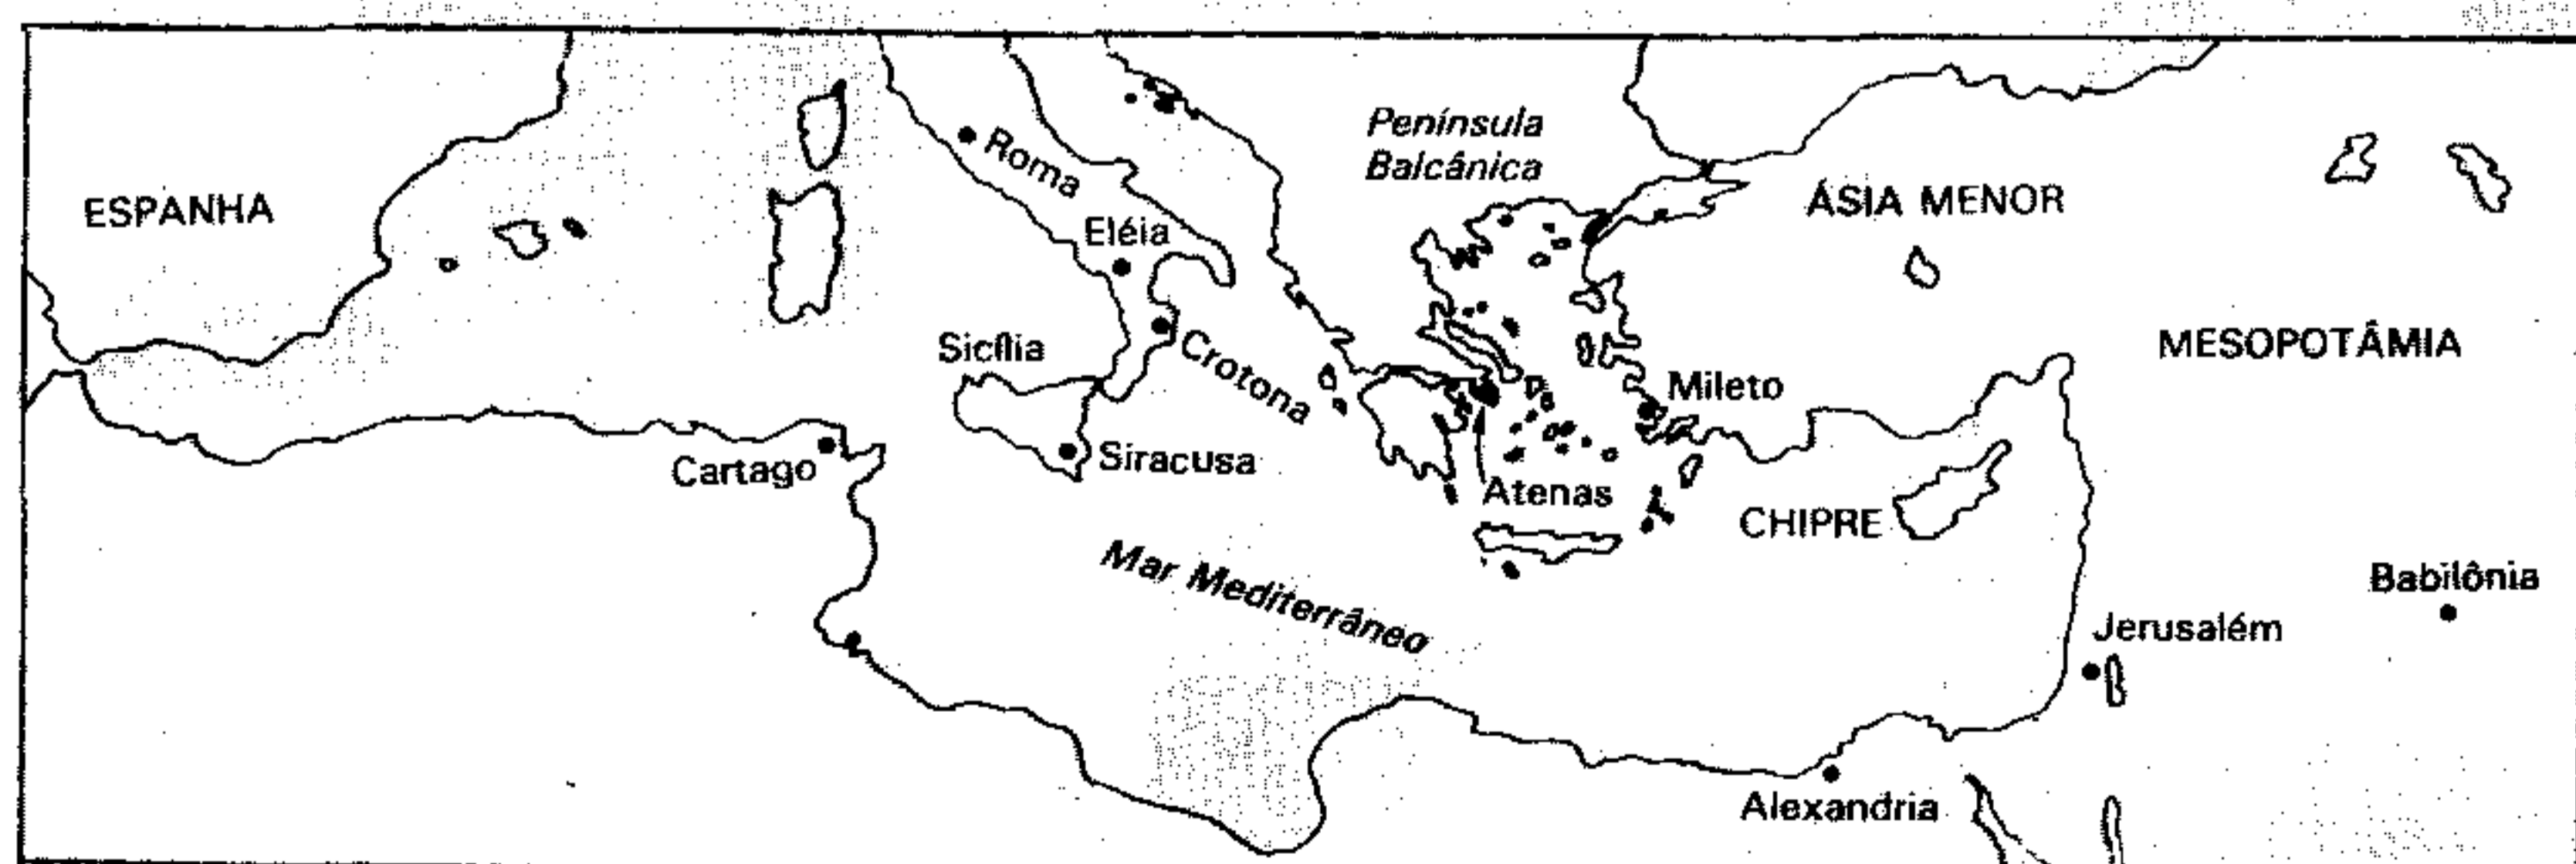 Península
Balcânica
ESPANHA
Roma
ÁSIA MENOR
Eléia
MESOPOTÂMIA
Sicília
Crotona
Mileto
Cartago
Siracusa
Atenas
CHIPRE
Mar Mediterrâneo
Babilônia
Jerusalém
Alexandria